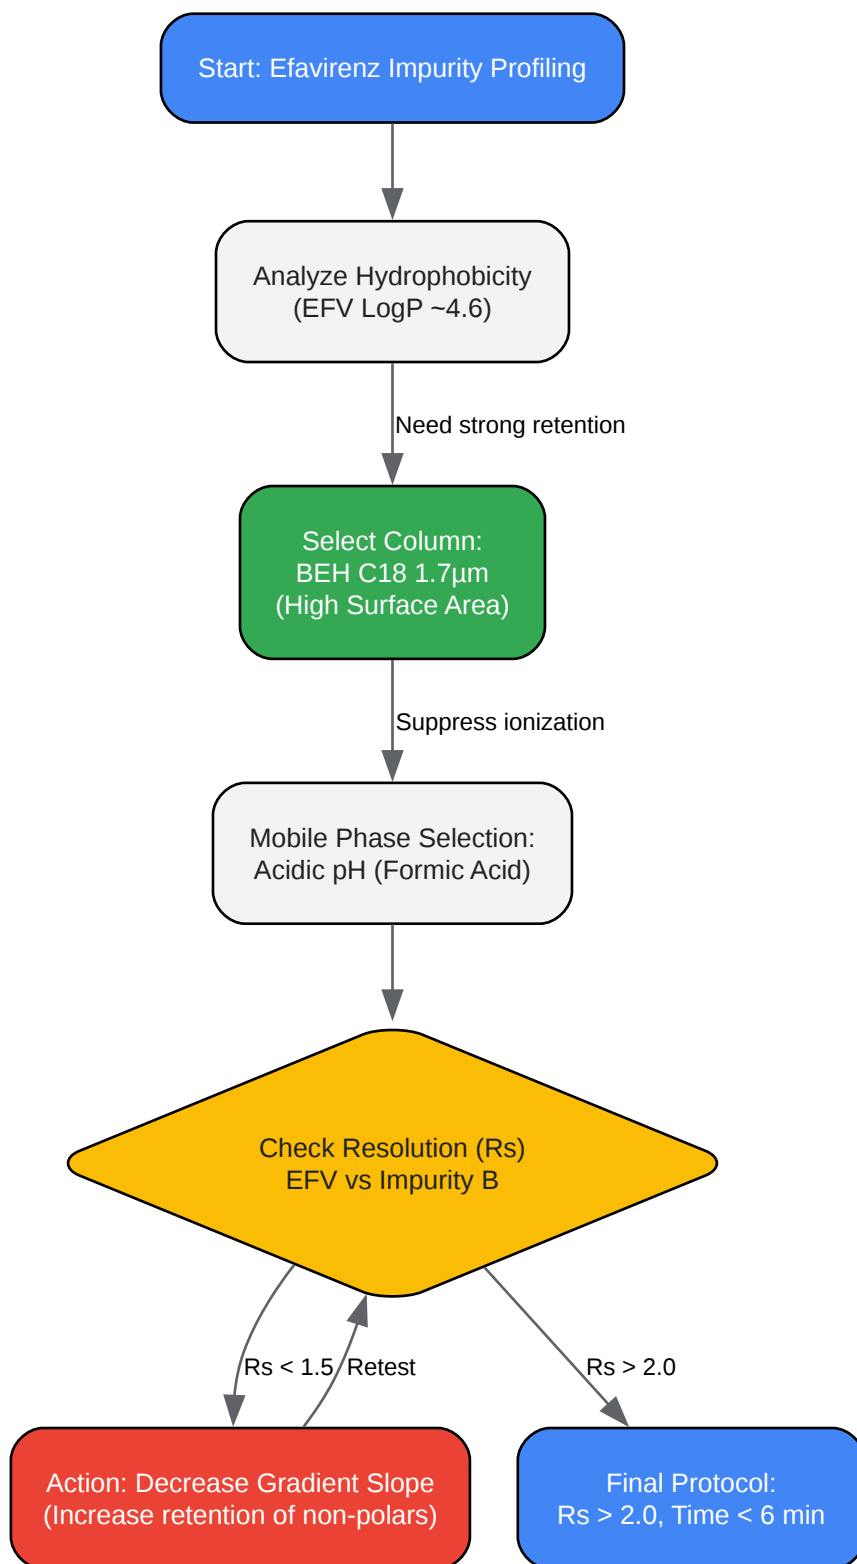 Start: Efavirenz Impurity Profiling
Analyze Hydrophobicity
(EFV LogP ~4.6)
Need strong retention
Select Column:
BEH C18 1.7µm
(High Surface Area)
Suppress ionization
Mobile Phase Selection:
Acidic pH (Formic Acid)
Check Resolution (Rs)
EFV vs Impurity B
Rs < 1.5
Retest
Rs > 2.0
Action: Decrease Gradient Slope
(Increase retention of non-polars)
Final Protocol:
Rs > 2.0, Time < 6 min